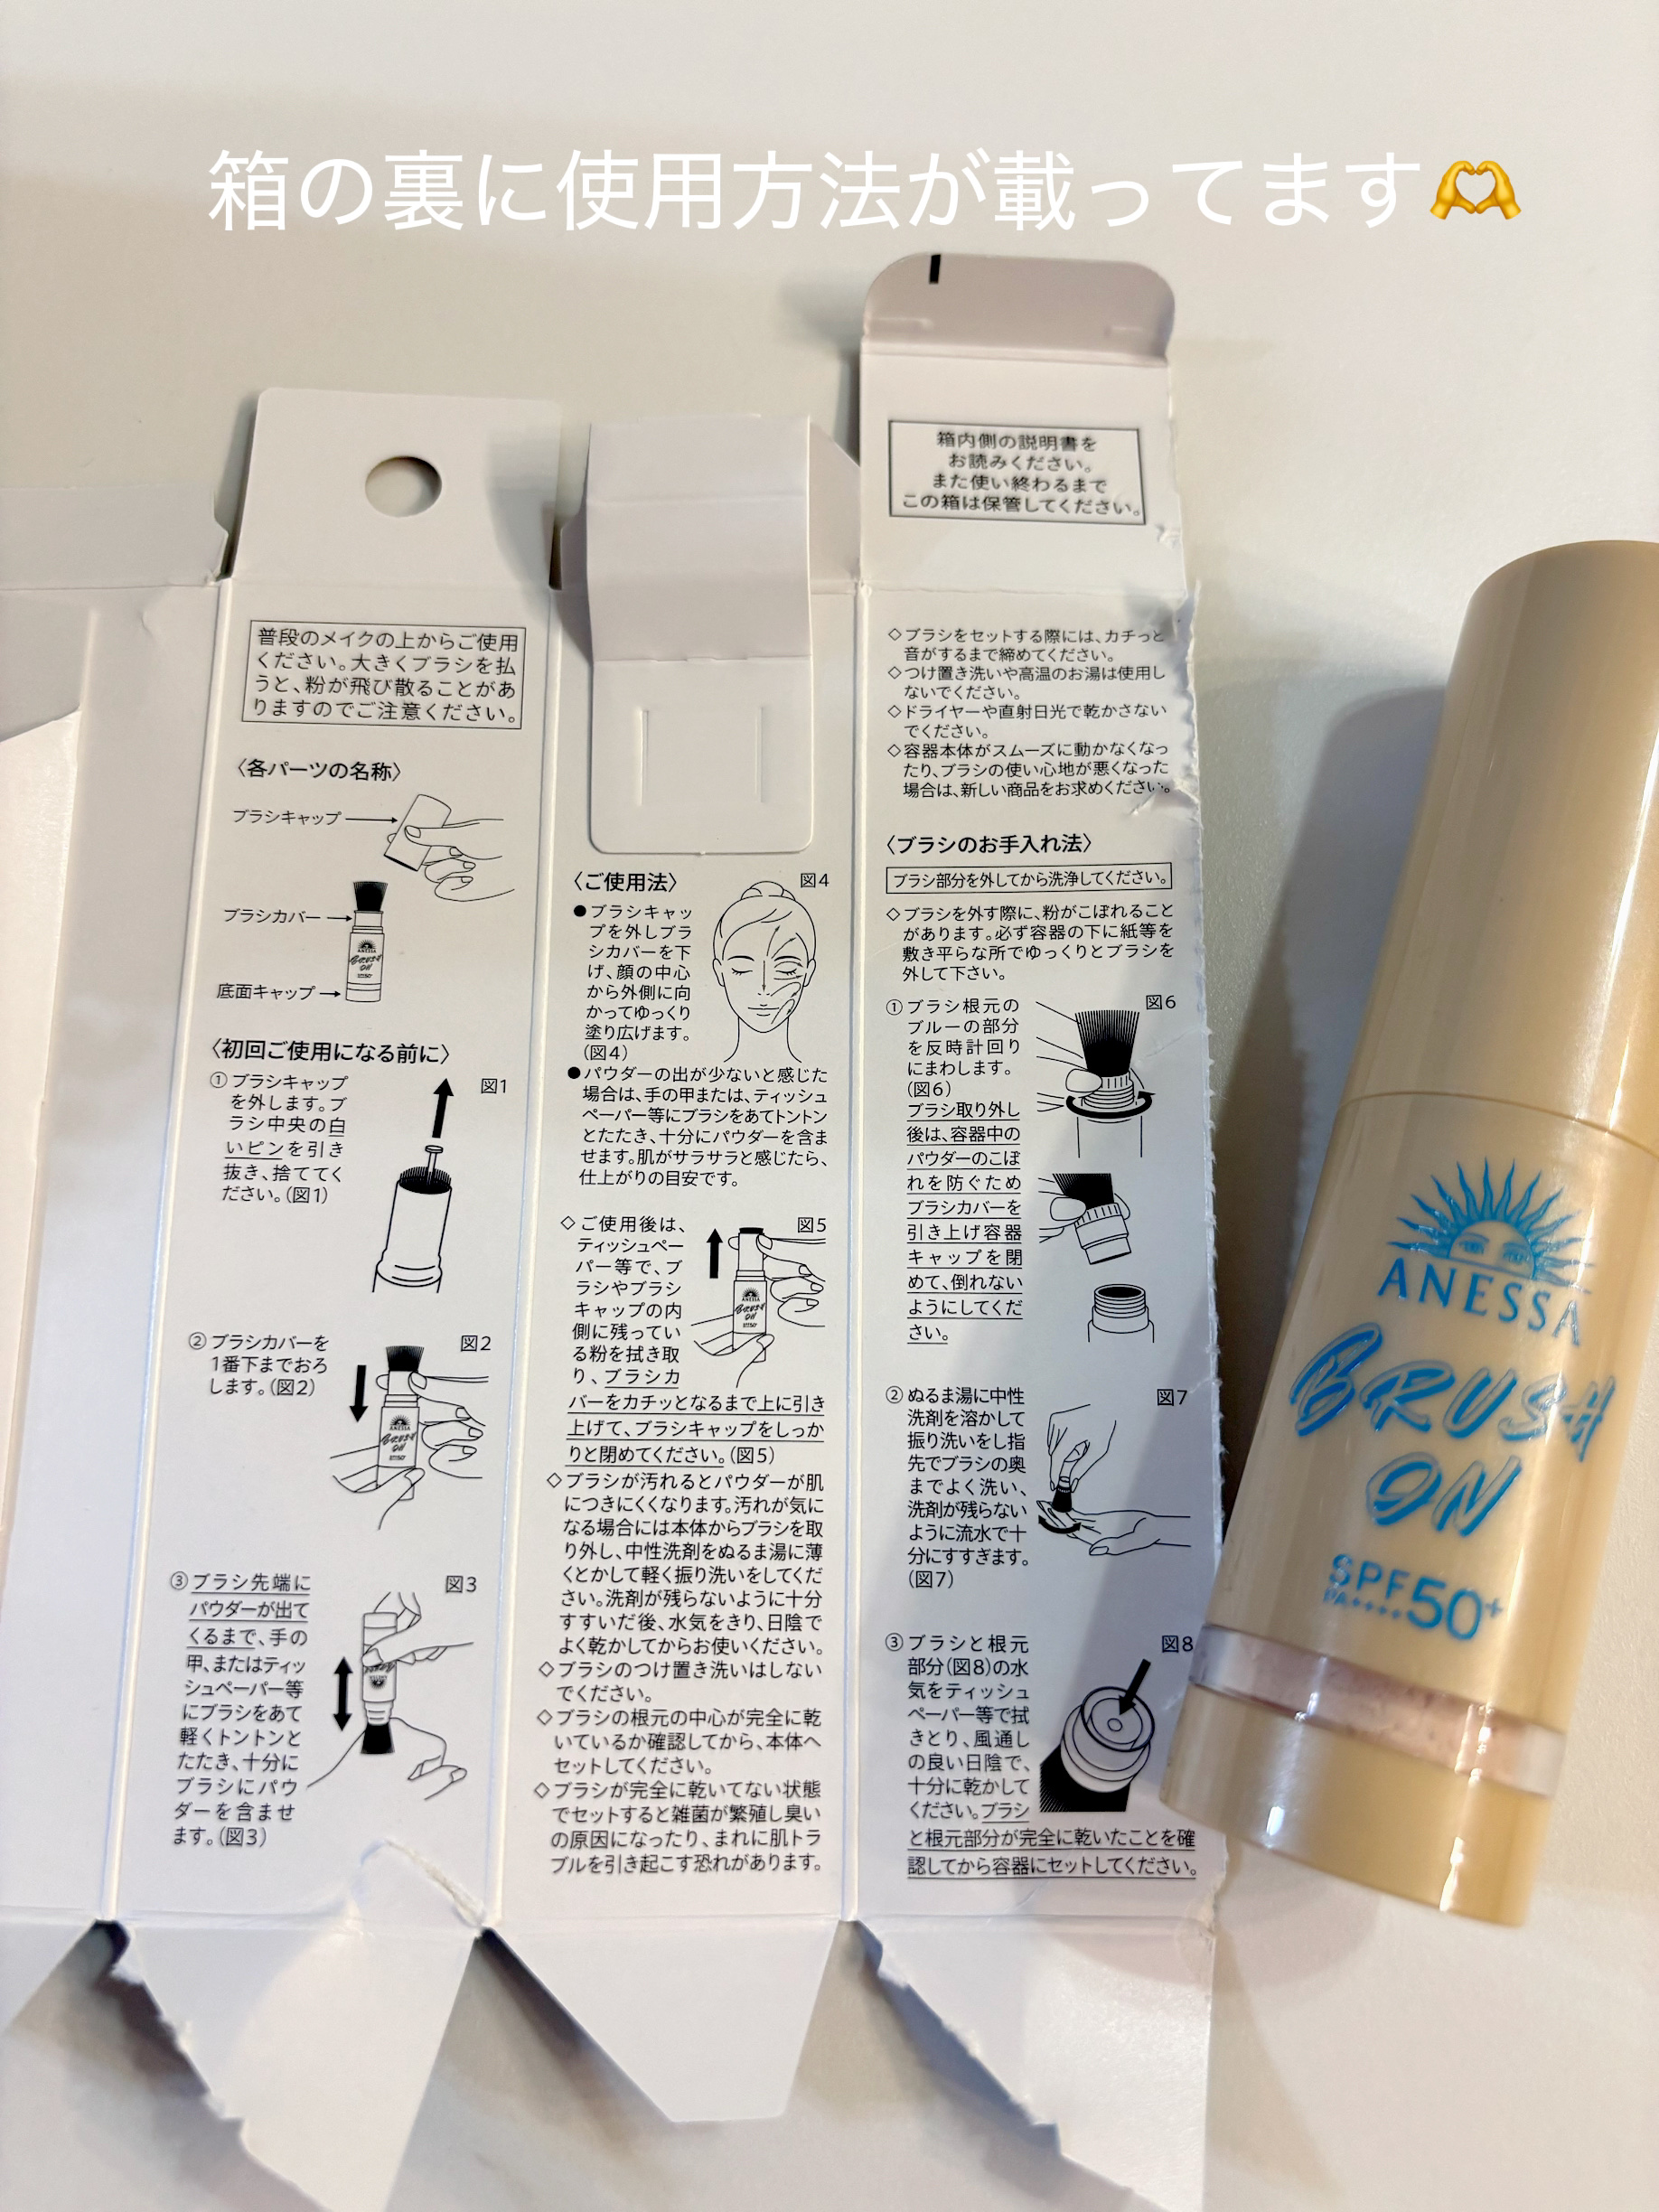 箱の裏に使用方法が載ってます🫶
箱内側の説明書を
お読みください。
また使い終わるまで
この箱は保管してください。
普段のメイクの上からご使用
ください。大きくブラシを払
うと、粉が飛び散ることがあ
りますのでご注意ください。
〈各パーツの名称〉
ブラシキャップ
ブラシカバー
底面キャップ
ANESSA
BRUSH
ON
〈初回ご使用になる前に〉
① ブラシキャップ
を外します。ブ
ラシ中央の白
いピンを引き
抜き、捨ててく
ださい。(図1)
図1
② ブラシカバーを
1番下までおろ
します。(図2)
図2
ANESSA
BRUSH
ON
③ ブラシ先端に
パウダーが出て
くるまで、手の
甲、またはティッ
シュペーパー等
にブラシをあて
軽くトントンと
たたき、十分に
ブラシにパウ
ダーを含ませ
ます。(図3)
図3
〈ご使用法〉
図4
●ブラシキャッ
プを外しブラ
シカバーを下
げ、顔の中心
から外側に向
かってゆっくり
塗り広げます。
(図4)
●パウダーの出が少ないと感じた
場合は、手の甲または、ティッシュ
ペーパー等にブラシをあてトントン
とたたき、十分にパウダーを含ま
せます。肌がサラサラと感じたら、
仕上がりの目安です。
◇ご使用後は、
ティッシュペー
パー等で、ブ
ラシやブラシ
キャップの内
側に残ってい
る粉を拭き取
り、ブラシカ
バーをカチッとなるまで上に引き
上げて、ブラシキャップをしっか
りと閉めてください。(図5)
図5
ANESSA
BRUSH
ON
◇ブラシが汚れるとパウダーが肌
につきにくくなります。汚れが気に
なる場合には本体からブラシを取
り外し、中性洗剤をぬるま湯に薄
くとかして軽く振り洗いをしてくだ
さい。洗剤が残らないように十分
すすいだ後、水気をきり、日陰で
よく乾かしてからお使いください。
◇ブラシのつけ置き洗いはしない
でください。
◇ブラシの根元の中心が完全に乾
いているか確認してから、本体へ
セットしてください。
◇ブラシが完全に乾いてない状態
でセットすると雑菌が繁殖し臭い
の原因になったり、まれに肌トラ
ブルを引き起こす恐れがあります。
◇ブラシをセットする際には、カチっと
音がするまで締めてください。
◇つけ置き洗いや高温のお湯は使用し
ないでください。
◇ドライヤーや直射日光で乾かさない
でください。
◇容器本体がスムーズに動かなくなっ
たり、ブラシの使い心地が悪くなった
場合は、新しい商品をお求めください。
〈ブラシのお手入れ法〉
ブラシ部分を外してから洗浄してください。
◇ブラシを外す際に、粉がこぼれること
があります。必ず容器の下に紙等を
敷き平らな所でゆっくりとブラシを
外して下さい。
① ブラシ根元の
ブルーの部分
を反時計回り
にまわします。
(図6)
ブラシ取り外し
後は、容器中の
パウダーのこぼ
れを防ぐため
ブラシカバーを
引き上げ容器
キャップを閉
めて、倒れない
ようにしてくだ
さい。
図6
② ぬるま湯に中性
洗剤を溶かして
振り洗いをし指
先でブラシの奥
までよく洗い、
洗剤が残らない
ように流水で十
分にすすぎます。
(図7)
図7
③ ブラシと根元
部分(図8)の水
気をティッシュ
ペーパー等で拭
きとり、風通し
の良い日陰で、
十分に乾かして
ください。ブラシ
と根元部分が完全に乾いたことを確
認してから容器にセットしてください。
図8
ANESSA
BRUSH
ON
SPF50+
PA++++